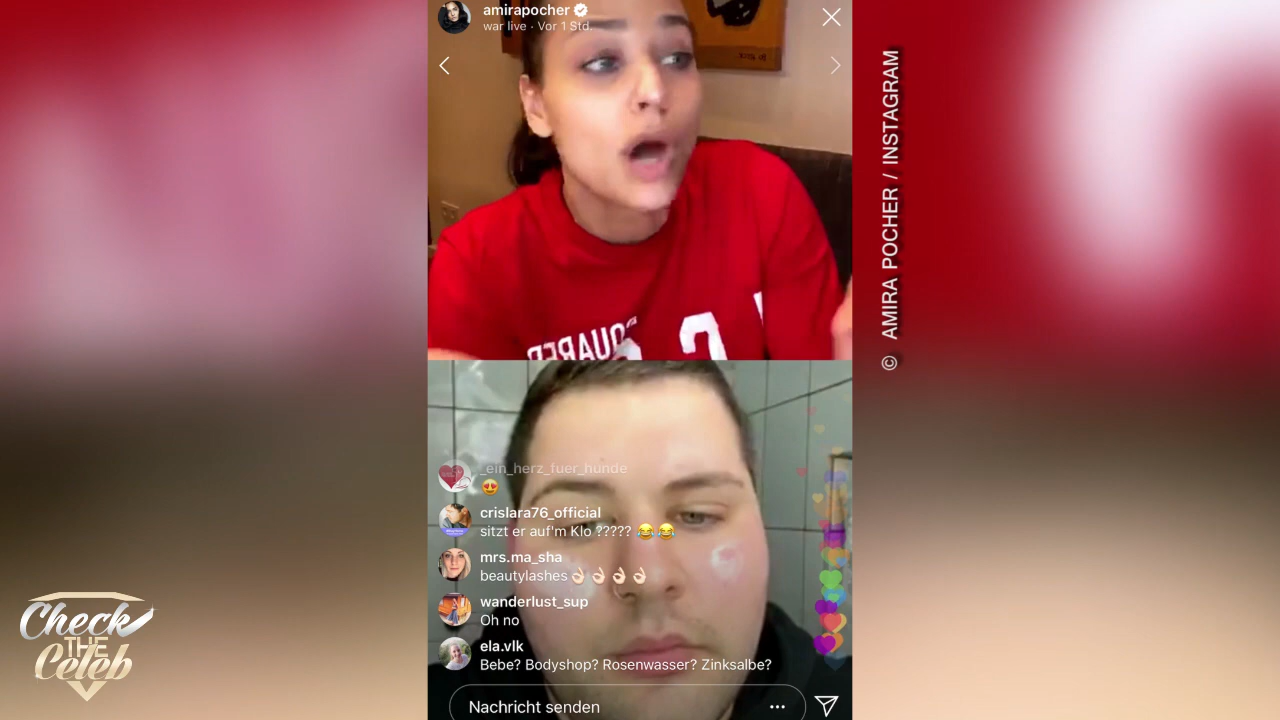 amirapocher
war live · Vor 1 Std.
_ein_herz_fuer_hunde
😍
crislara76_official
sitzt er auf'm Klo ????? 😂😂
mrs.ma_sha
beautylashes👌🏻👌🏻👌🏻👌🏻
wanderlust_sup
Oh no
ela.vlk
Bebe? Bodyshop? Rosenwasser? Zinksalbe?
Nachricht senden
© AMIRA POCHER / INSTAGRAM
Check
THE
Celeb